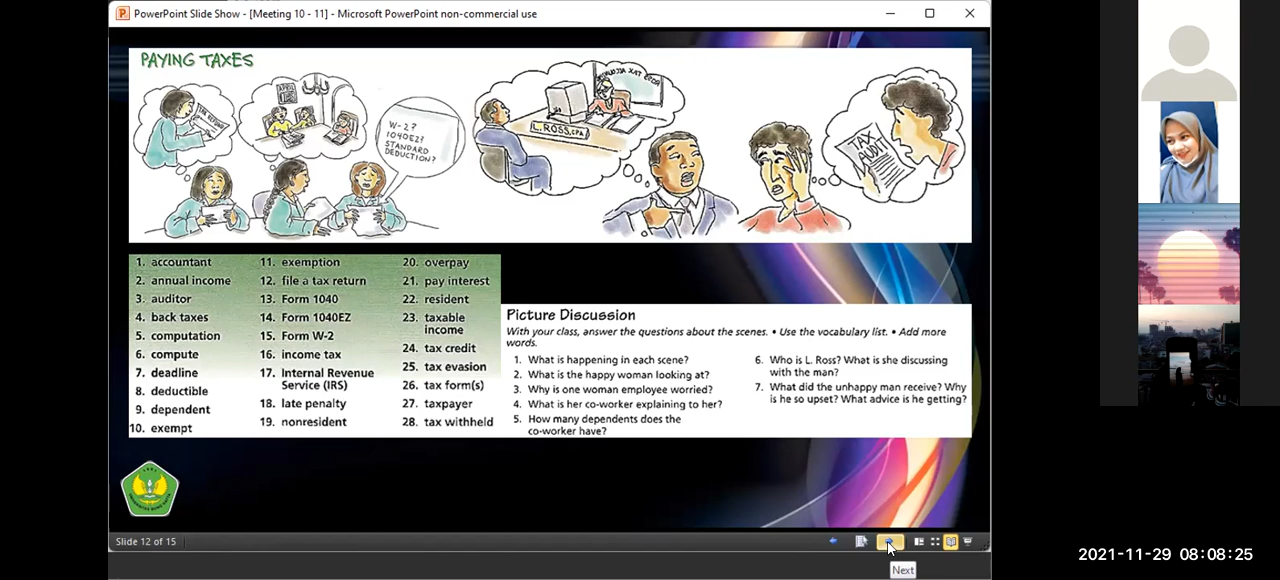 PowerPoint Slide Show - [Meeting 10 - 11] - Microsoft PowerPoint non-commercial use
PAYING TAXES
APRIL
W-2?
1040EZ?
STANDARD
DEDUCTION?
L. ROSS, CPA
TAX
AUDIT
1. accountant
2. annual income
3. auditor
4. back taxes
5. computation
6. compute
7. deadline
8. deductible
9. dependent
10. exempt
11. exemption
12. file a tax return
13. Form 1040
14. Form 1040EZ
15. Form W-2
16. income tax
17. Internal Revenue
Service (IRS)
18. late penalty
19. nonresident
20. overpay
21. pay interest
22. resident
23. taxable
income
24. tax credit
25. tax evasion
26. tax form(s)
27. taxpayer
28. tax withheld
Picture Discussion
With your class, answer the questions about the scenes. • Use the vocabulary list. • Add more
words.
1. What is happening in each scene?
2. What is the happy woman looking at?
3. Why is one woman employee worried?
4. What is her co-worker explaining to her?
5. How many dependents does the
co-worker have?
6. Who is L. Ross? What is she discussing
with the man?
7. What did the unhappy man receive? Why
is he so upset? What advice is he getting?
Slide 12 of 15
Next
2021-11-29 08:08:25